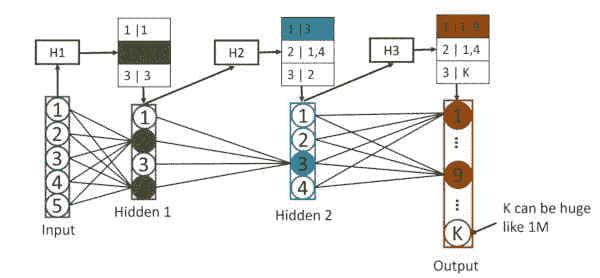 1 |1
3 | 3
H1
H2
1 |3
2 | 1,4
3 | 2
H3
1 | 1, 9
2 | 1,4
3 | K
1
2
3
4
5
Input
1
3
Hidden 1
1
2
3
4
Hidden 2
1
...
9
...
K
Output
K can be huge
like 1M